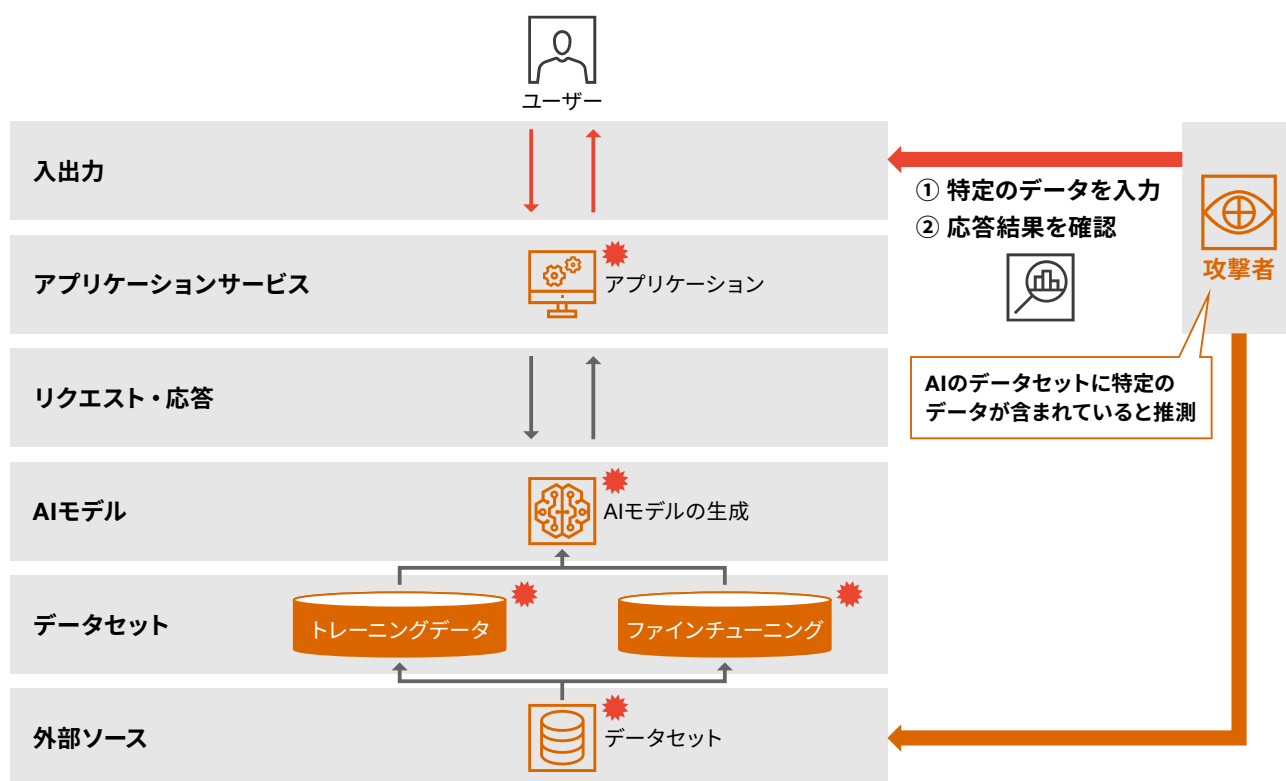 ユーザー
入出力
① 特定のデータを入力
② 応答結果を確認
攻撃者
アプリケーションサービス
アプリケーション
AIのデータセットに特定の
データが含まれていると推測
リクエスト・応答
AIモデル
AIモデルの生成
データセット
トレーニングデータ
ファインチューニング
外部ソース
データセット